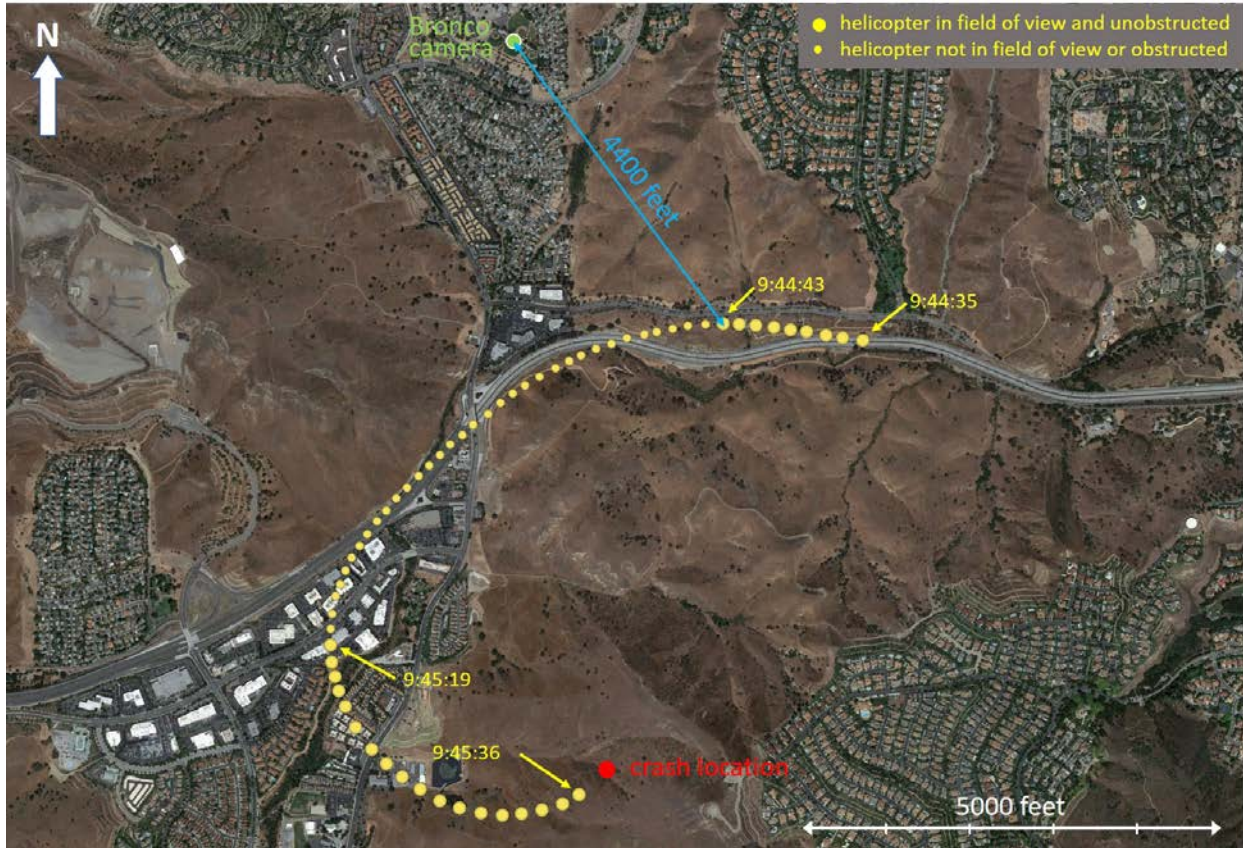 helicopter in field of view and unobstructed
helicopter not in field of view or obstructed
N
Bronco
camera
4400 feet
9:44:43
9:44:35
9:45:19
9:45:36
crash location
5000 feet